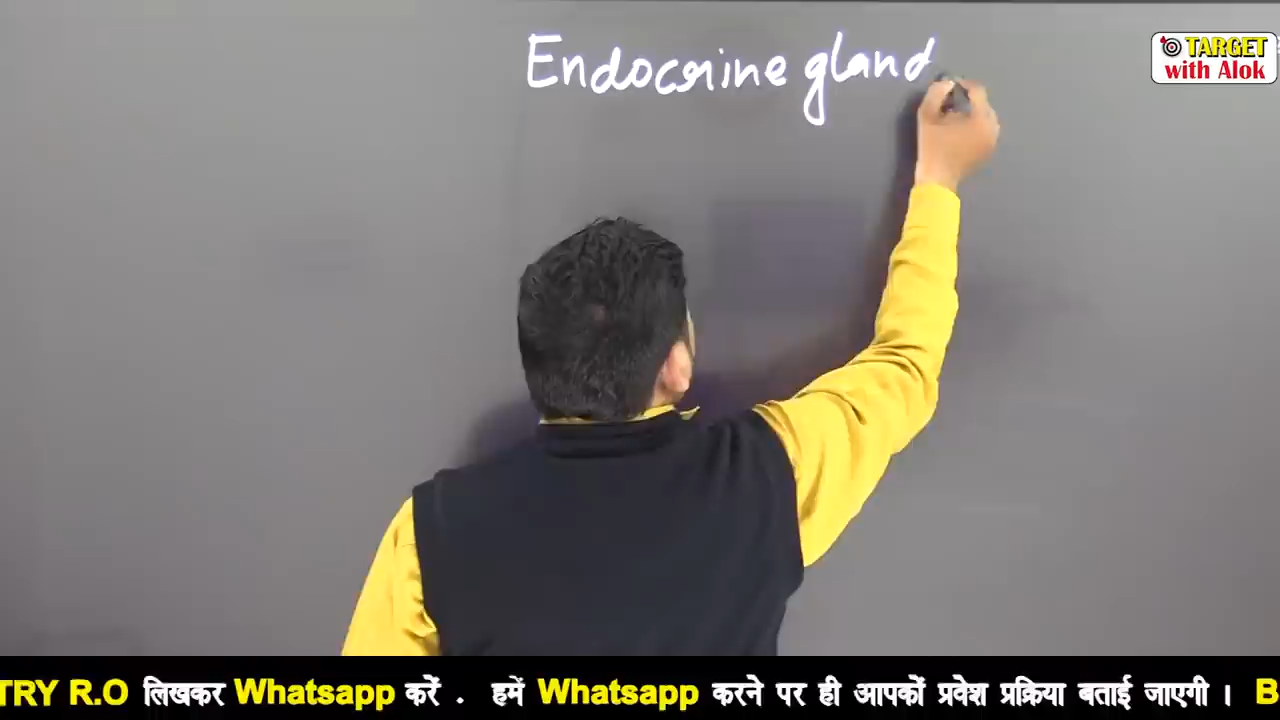 Endocrine gland
TARGET
with Alok
TRY R.O लिखकर Whatsapp करें . हमें Whatsapp करने पर ही आपकों प्रवेश प्रक्रिया बताई जाएगी । B